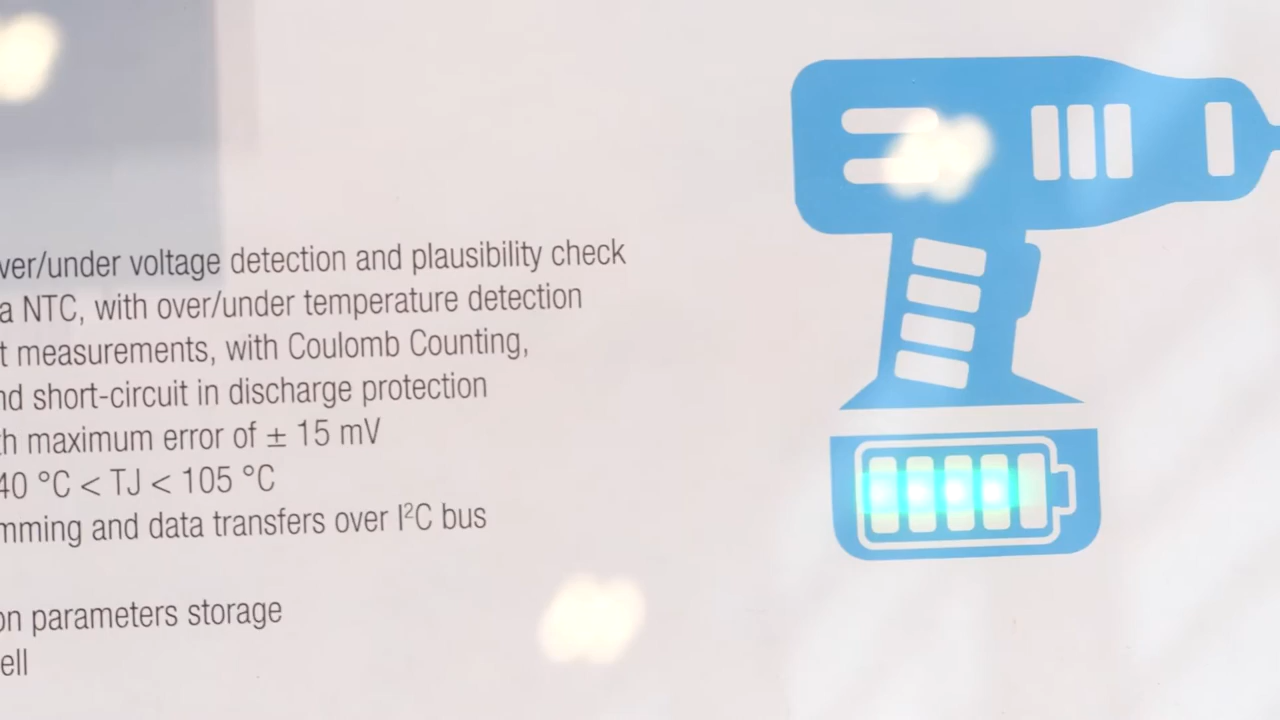 ver/under voltage detection and plausibility check
a NTC, with over/under temperature detection
t measurements, with Coulomb Counting,
nd short-circuit in discharge protection
th maximum error of ± 15 mV
40 °C < TJ < 105 °C
mming and data transfers over I²C bus
on parameters storage
ell